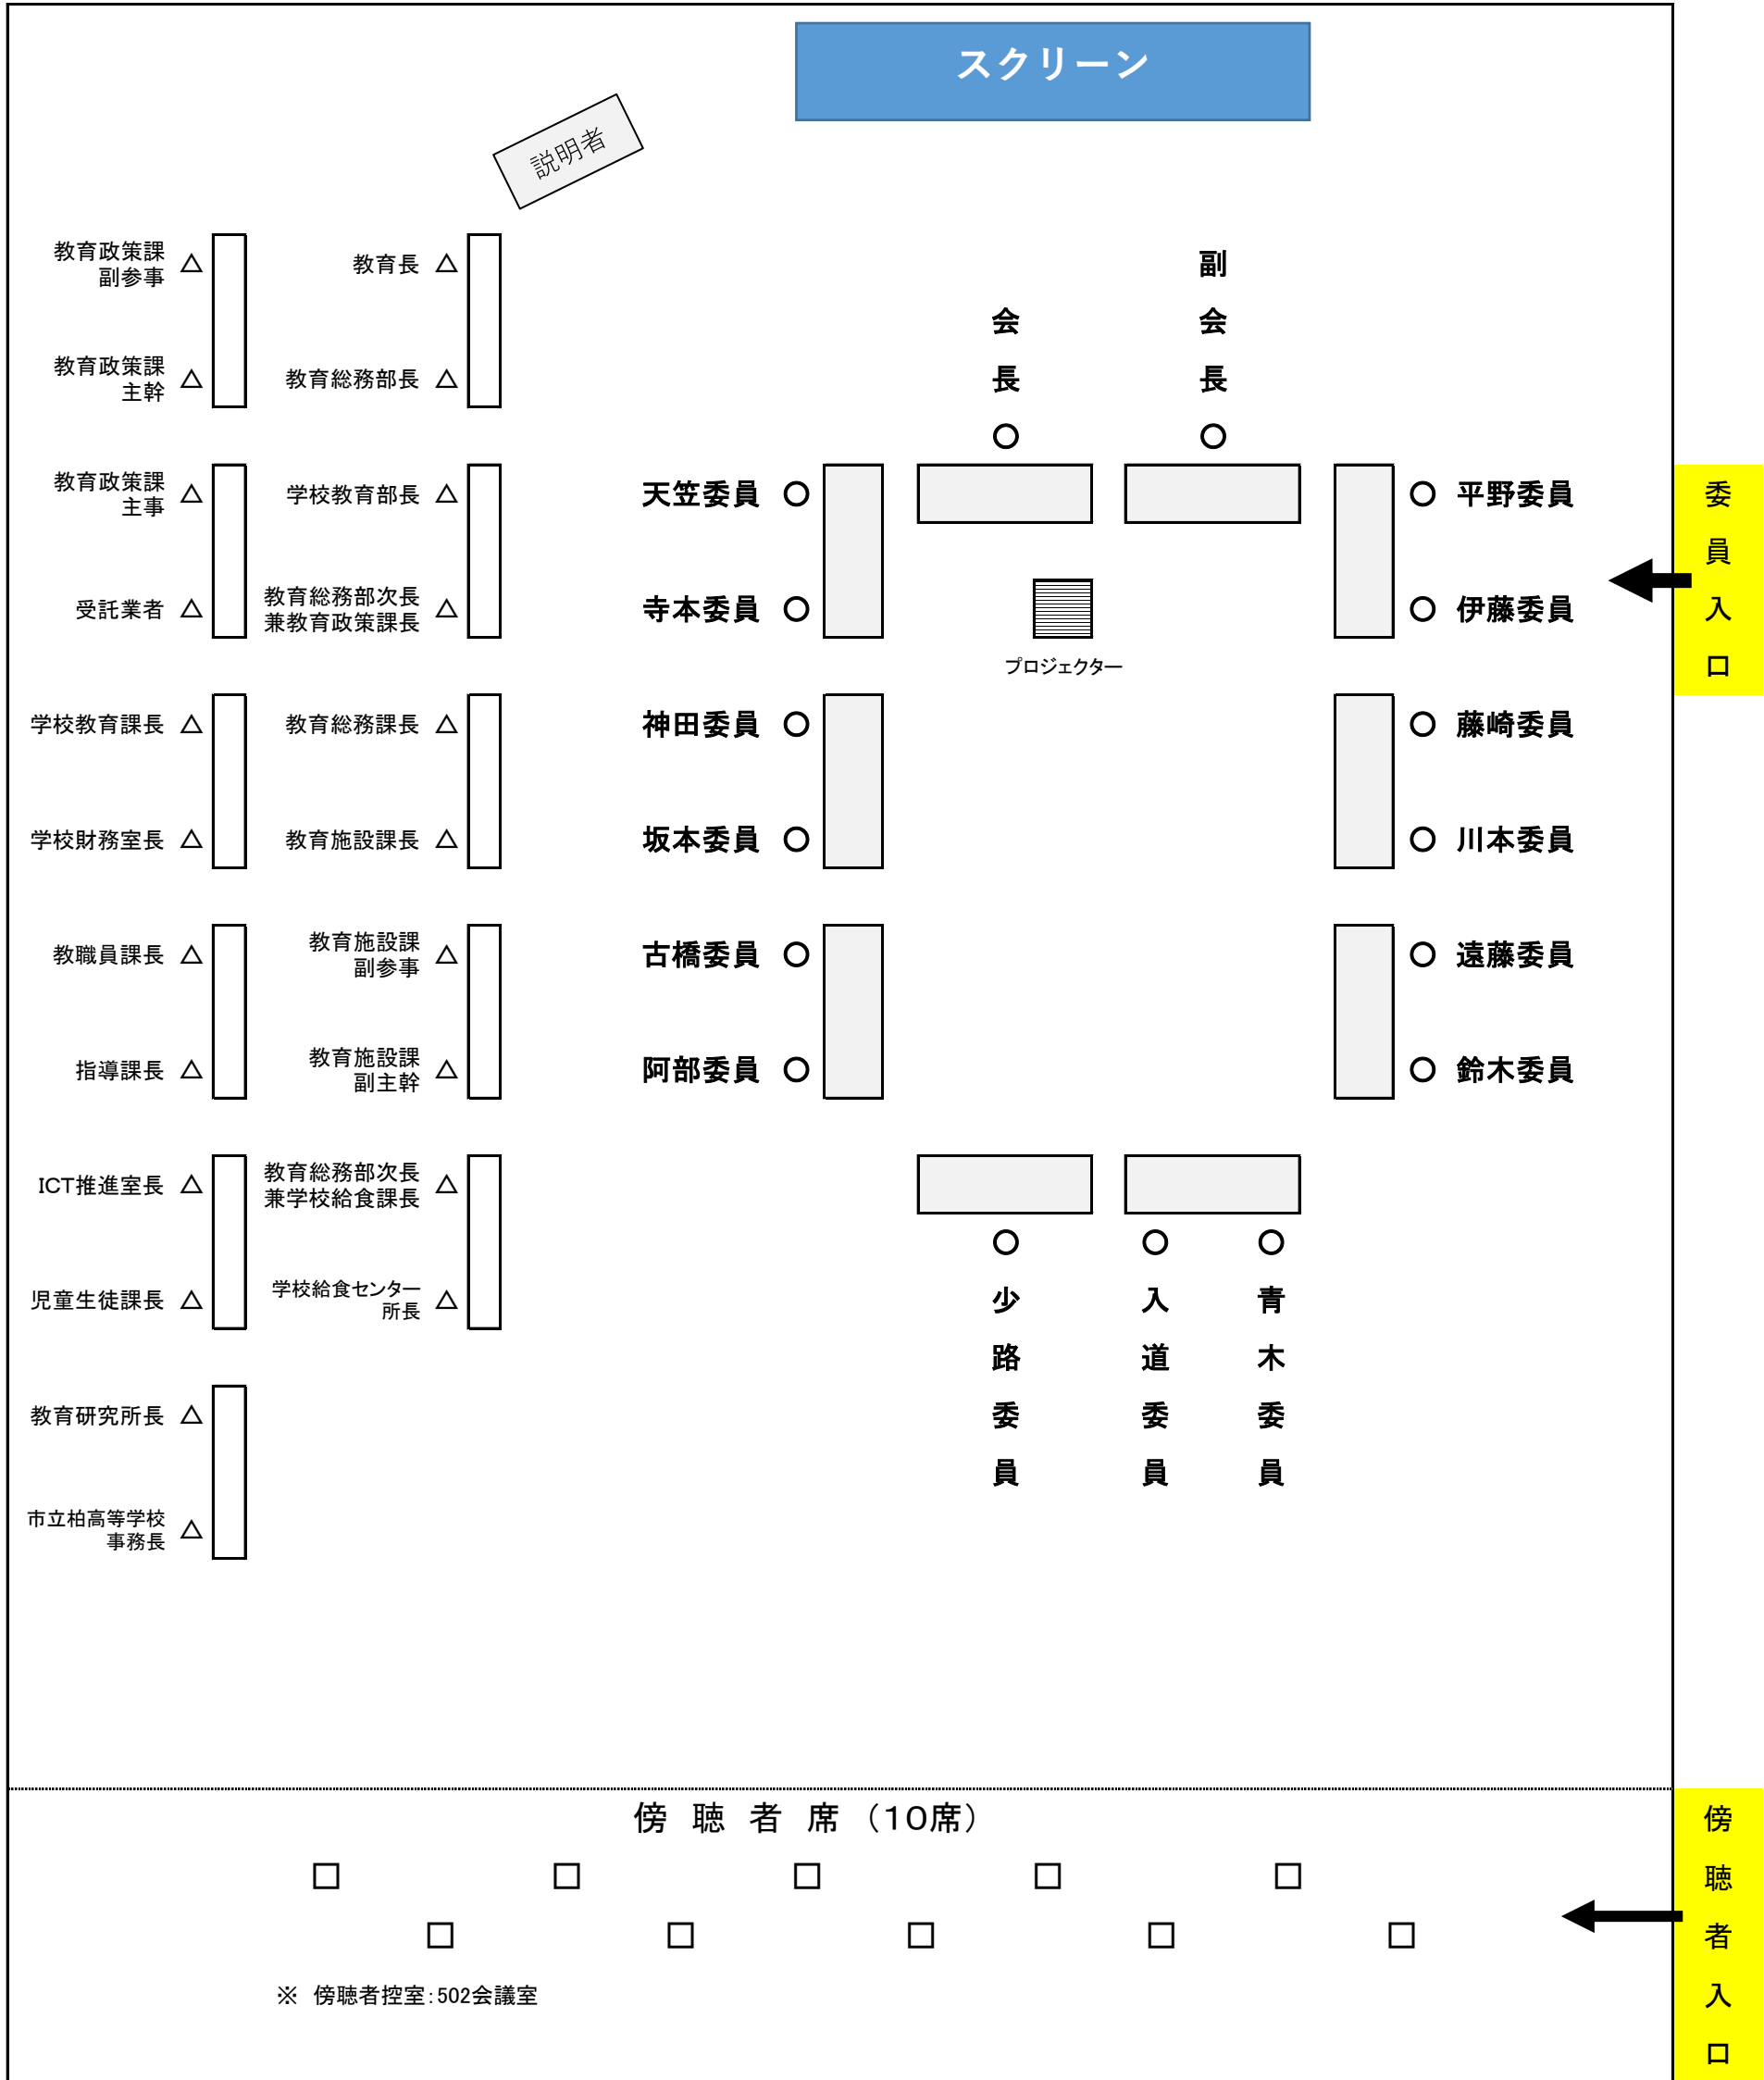 スクリーン
説明者
教育政策課
副参事
△
教育長
△
教育政策課
主幹
△
教育総務部長
△
会長
○
副会長
○
教育政策課
主事
△
学校教育部長
△
天笠委員 ○
○ 平野委員
受託業者 △
教育総務部次長
兼教育政策課長
△
寺本委員 ○
○ 伊藤委員
プロジェクター
委員入口
学校教育課長 △
教育総務課長 △
神田委員 ○
○ 藤崎委員
学校財務室長 △
教育施設課長 △
坂本委員 ○
○ 川本委員
教職員課長 △
教育施設課
副参事
△
古橋委員 ○
○ 遠藤委員
指導課長 △
教育施設課
副主幹
△
阿部委員 ○
○ 鈴木委員
ICT推進室長 △
教育総務部次長
兼学校給食課長
△
児童生徒課長 △
学校給食センター
所長
△
○
少路委員
○
入道委員
○
青木委員
教育研究所長 △
市立柏高等学校
事務長
△
傍 聴 者 席 (10席)
□ □ □ □ □
□ □ □ □ □
※ 傍聴者控室:502会議室
傍聴者入口